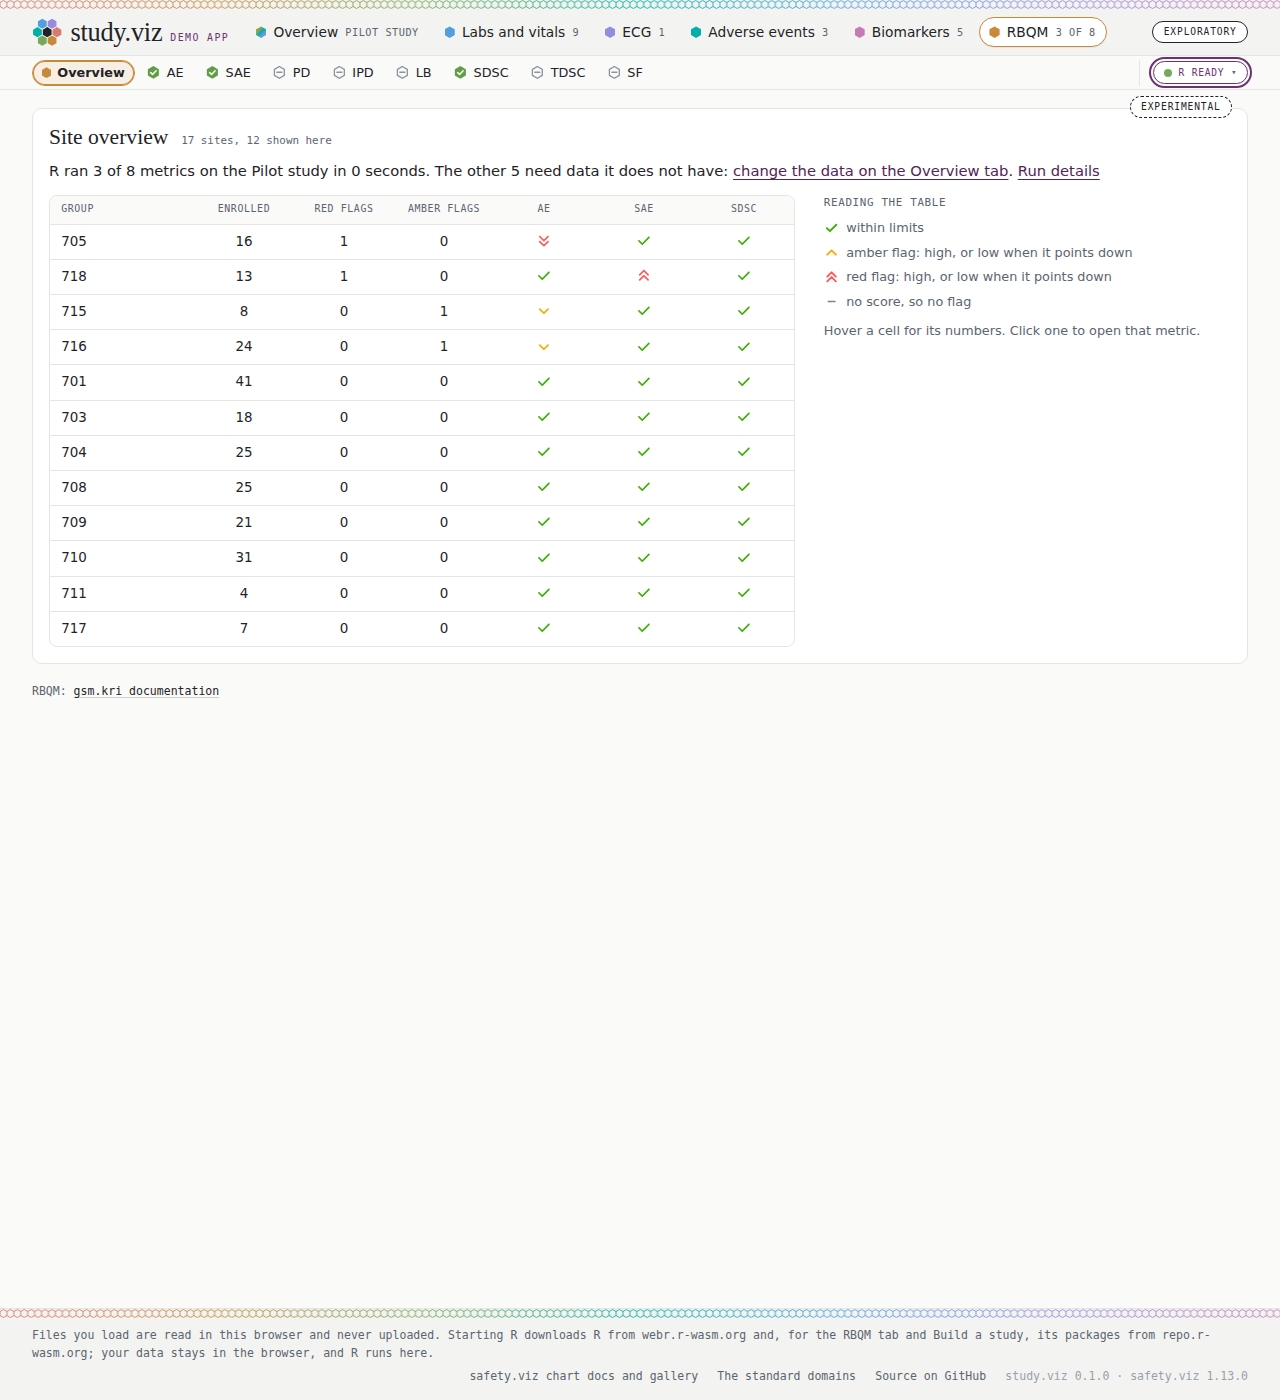 study.viz DEMO APP
Overview PILOT STUDY
Labs and vitals 9
ECG 1
Adverse events 3
Biomarkers 5
RBQM 3 OF 8
EXPLORATORY
Overview
AE
SAE
PD
IPD
LB
SDSC
TDSC
SF
R READY ▾
EXPERIMENTAL
Site overview 17 sites, 12 shown here
R ran 3 of 8 metrics on the Pilot study in 0 seconds. The other 5 need data it does not have: change the data on the Overview tab. Run details
GROUP ENROLLED RED FLAGS AMBER FLAGS AE SAE SDSC
705 16 1 0
718 13 1 0
715 8 0 1
716 24 0 1
701 41 0 0
703 18 0 0
704 25 0 0
708 25 0 0
709 21 0 0
710 31 0 0
711 4 0 0
717 7 0 0
READING THE TABLE
within limits
amber flag: high, or low when it points down
red flag: high, or low when it points down
no score, so no flag
Hover a cell for its numbers. Click one to open that metric.
RBQM: gsm.kri documentation
Files you load are read in this browser and never uploaded. Starting R downloads R from webr.r-wasm.org and, for the RBQM tab and Build a study, its packages from repo.r-
wasm.org; your data stays in the browser, and R runs here.
safety.viz chart docs and gallery The standard domains Source on GitHub study.viz 0.1.0 · safety.viz 1.13.0